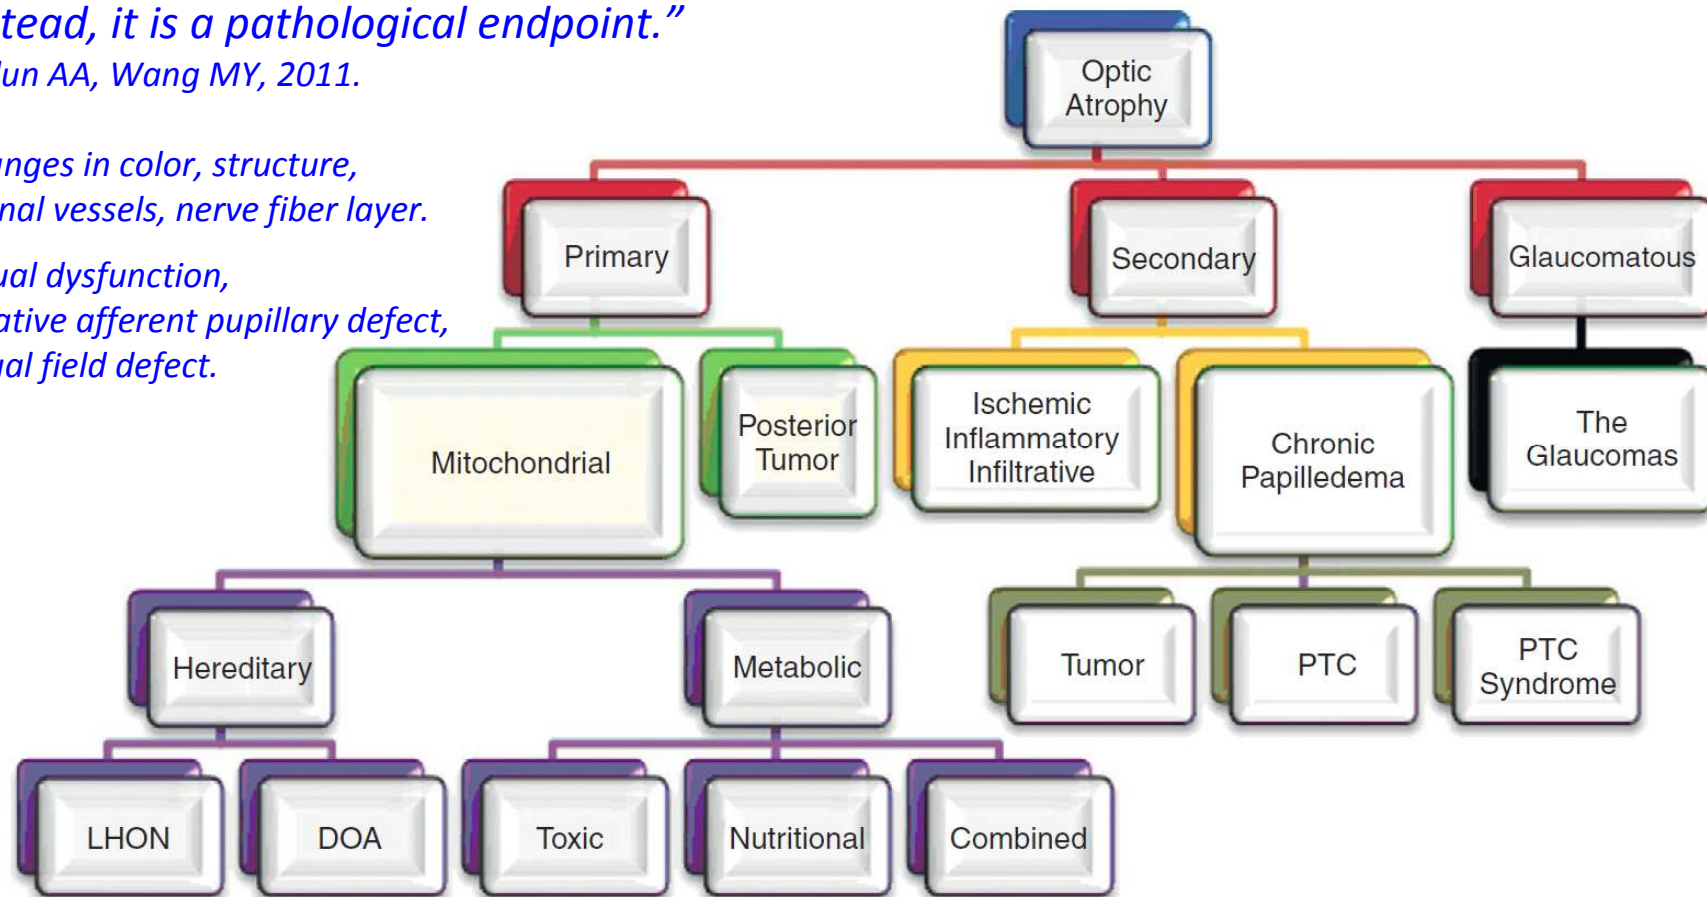 tead, it is a pathological endpoint.”
lun AA, Wang MY, 2011.
anges in color, structure,
nal vessels, nerve fiber layer.
ual dysfunction,
ative afferent pupillary defect,
ual field defect.
Optic
Atrophy
Primary
Secondary
Glaucomatous
Mitochondrial
Posterior
Tumor
Ischemic
Inflammatory
Infiltrative
Chronic
Papilledema
The
Glaucomas
Hereditary
Metabolic
Tumor
PTC
PTC
Syndrome
LHON
DOA
Toxic
Nutritional
Combined